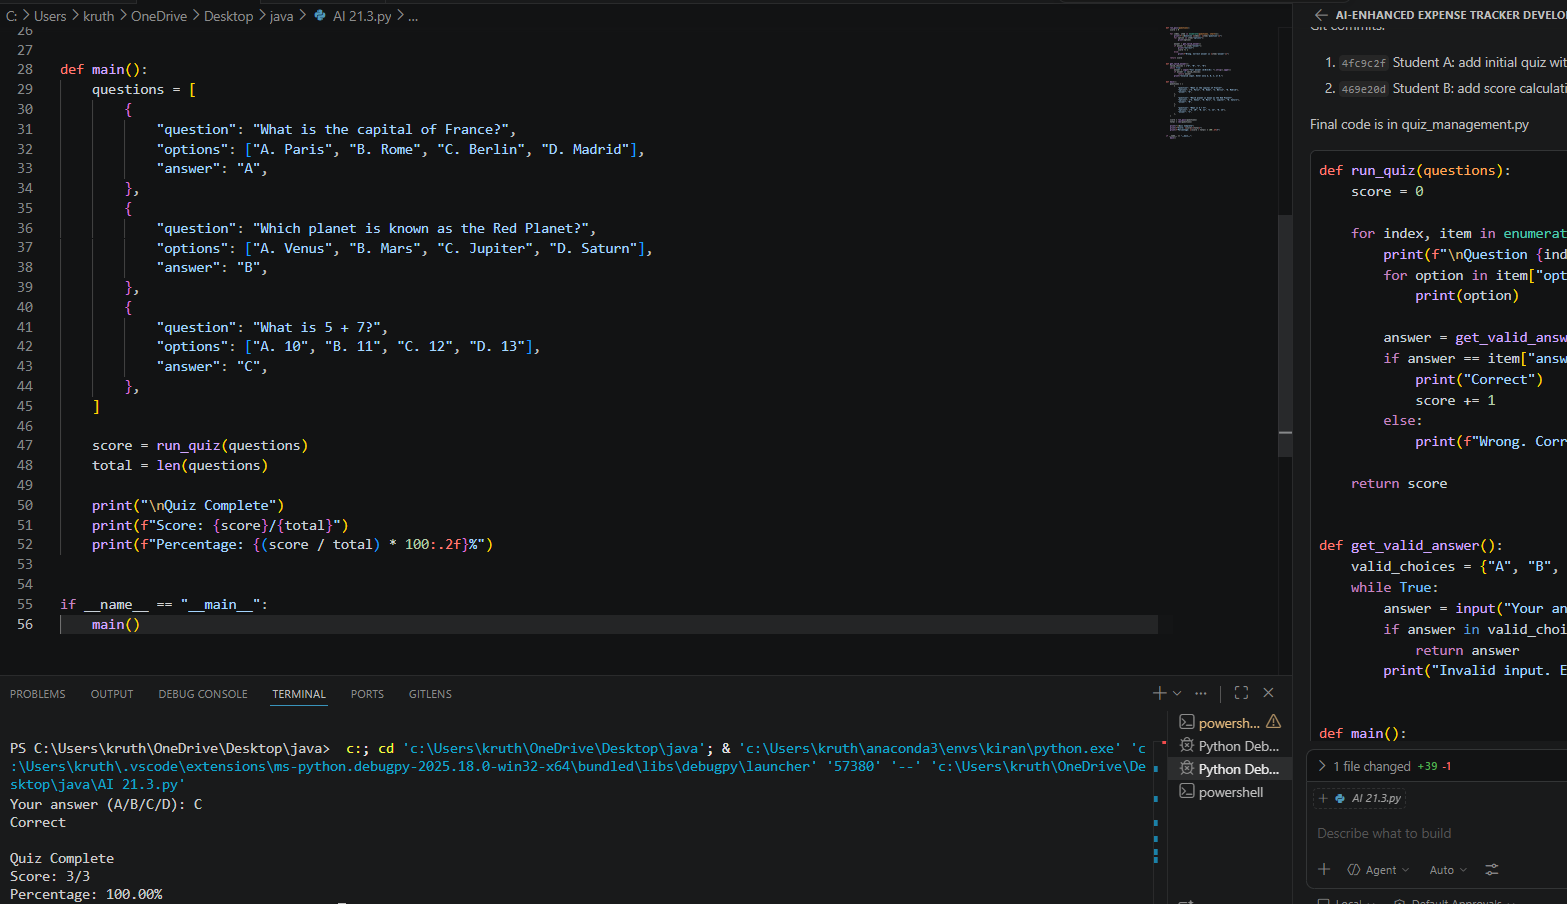 C: > Users > kruth > OneDrive > Desktop > java > AI 21.3.py > ...
26
27
28 def main():
29 questions = [
30 {
31 "question": "What is the capital of France?",
32 "options": ["A. Paris", "B. Rome", "C. Berlin", "D. Madrid"],
33 "answer": "A",
34 },
35 {
36 "question": "Which planet is known as the Red Planet?",
37 "options": ["A. Venus", "B. Mars", "C. Jupiter", "D. Saturn"],
38 "answer": "B",
39 },
40 {
41 "question": "What is 5 + 7?",
42 "options": ["A. 10", "B. 11", "C. 12", "D. 13"],
43 "answer": "C",
44 },
45 ]
46
47 score = run_quiz(questions)
48 total = len(questions)
49
50 print("\nQuiz Complete")
51 print(f"Score: {score}/{total}")
52 print(f"Percentage: {(score / total) * 100:.2f}%")
53
54
55 if __name__ == "__main__":
56 main()
PROBLEMS OUTPUT DEBUG CONSOLE TERMINAL PORTS GITLENS
PS C:\Users\kruth\OneDrive\Desktop\java> c:; cd 'c:\Users\kruth\OneDrive\Desktop\java'; & 'c:\Users\kruth\anaconda3\envs\kiran\python.exe' 'c
:\Users\kruth\.vscode\extensions\ms-python.debugpy-2025.18.0-win32-x64\bundled\libs\debugpy\launcher' '57380' '--' 'c:\Users\kruth\OneDrive\De
sktop\java\AI 21.3.py'
Your answer (A/B/C/D): C
Correct
Quiz Complete
Score: 3/3
Percentage: 100.00%
powersh...
Python Deb...
Python Deb...
powershell
AI-ENHANCED EXPENSE TRACKER DEVELO
Git commits:
1. 4fc9c2f Student A: add initial quiz wit
2. 469e20d Student B: add score calculati
Final code is in quiz_management.py
def run_quiz(questions):
score = 0
for index, item in enumerat
print(f"\nQuestion {ind
for option in item["opt
print(option)
answer = get_valid_answ
if answer == item["answ
print("Correct")
score += 1
else:
print(f"Wrong. Corr
return score
def get_valid_answer():
valid_choices = {"A", "B",
while True:
answer = input("Your an
if answer in valid_choi
return answer
print("Invalid input. E
def main():
1 file changed +39 -1
AI 21.3.py
Describe what to build
Agent Auto
Local Default Approvals